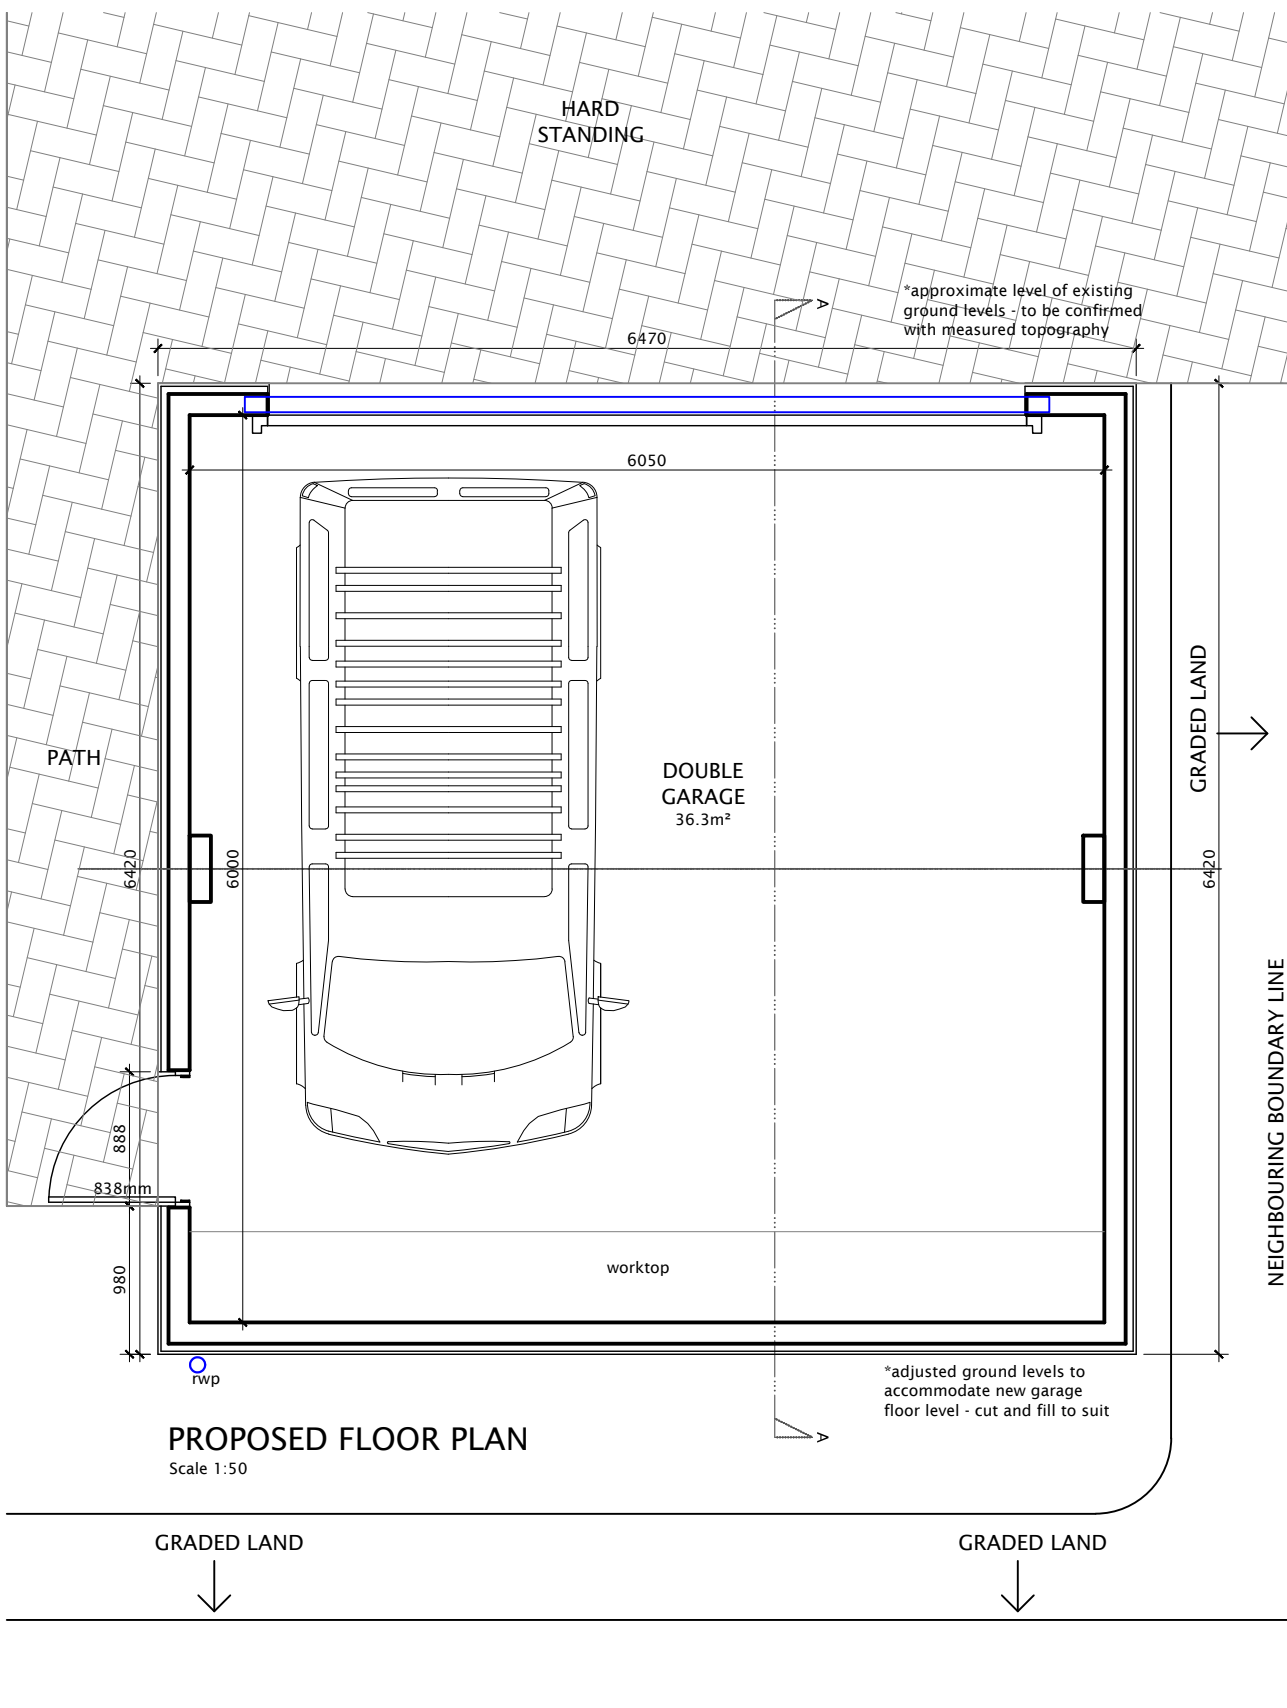 HARD
STANDING
*approximate level of existing
ground levels - to be confirmed
with measured topography
A
6470
6050
GRADED LAND
PATH
DOUBLE
GARAGE
36.3m²
6420
6000
6420
NEIGHBOURING BOUNDARY LINE
888
838mm
980
worktop
rwp
*adjusted ground levels to
accommodate new garage
floor level - cut and fill to suit
A
PROPOSED FLOOR PLAN
Scale 1:50
GRADED LAND
GRADED LAND